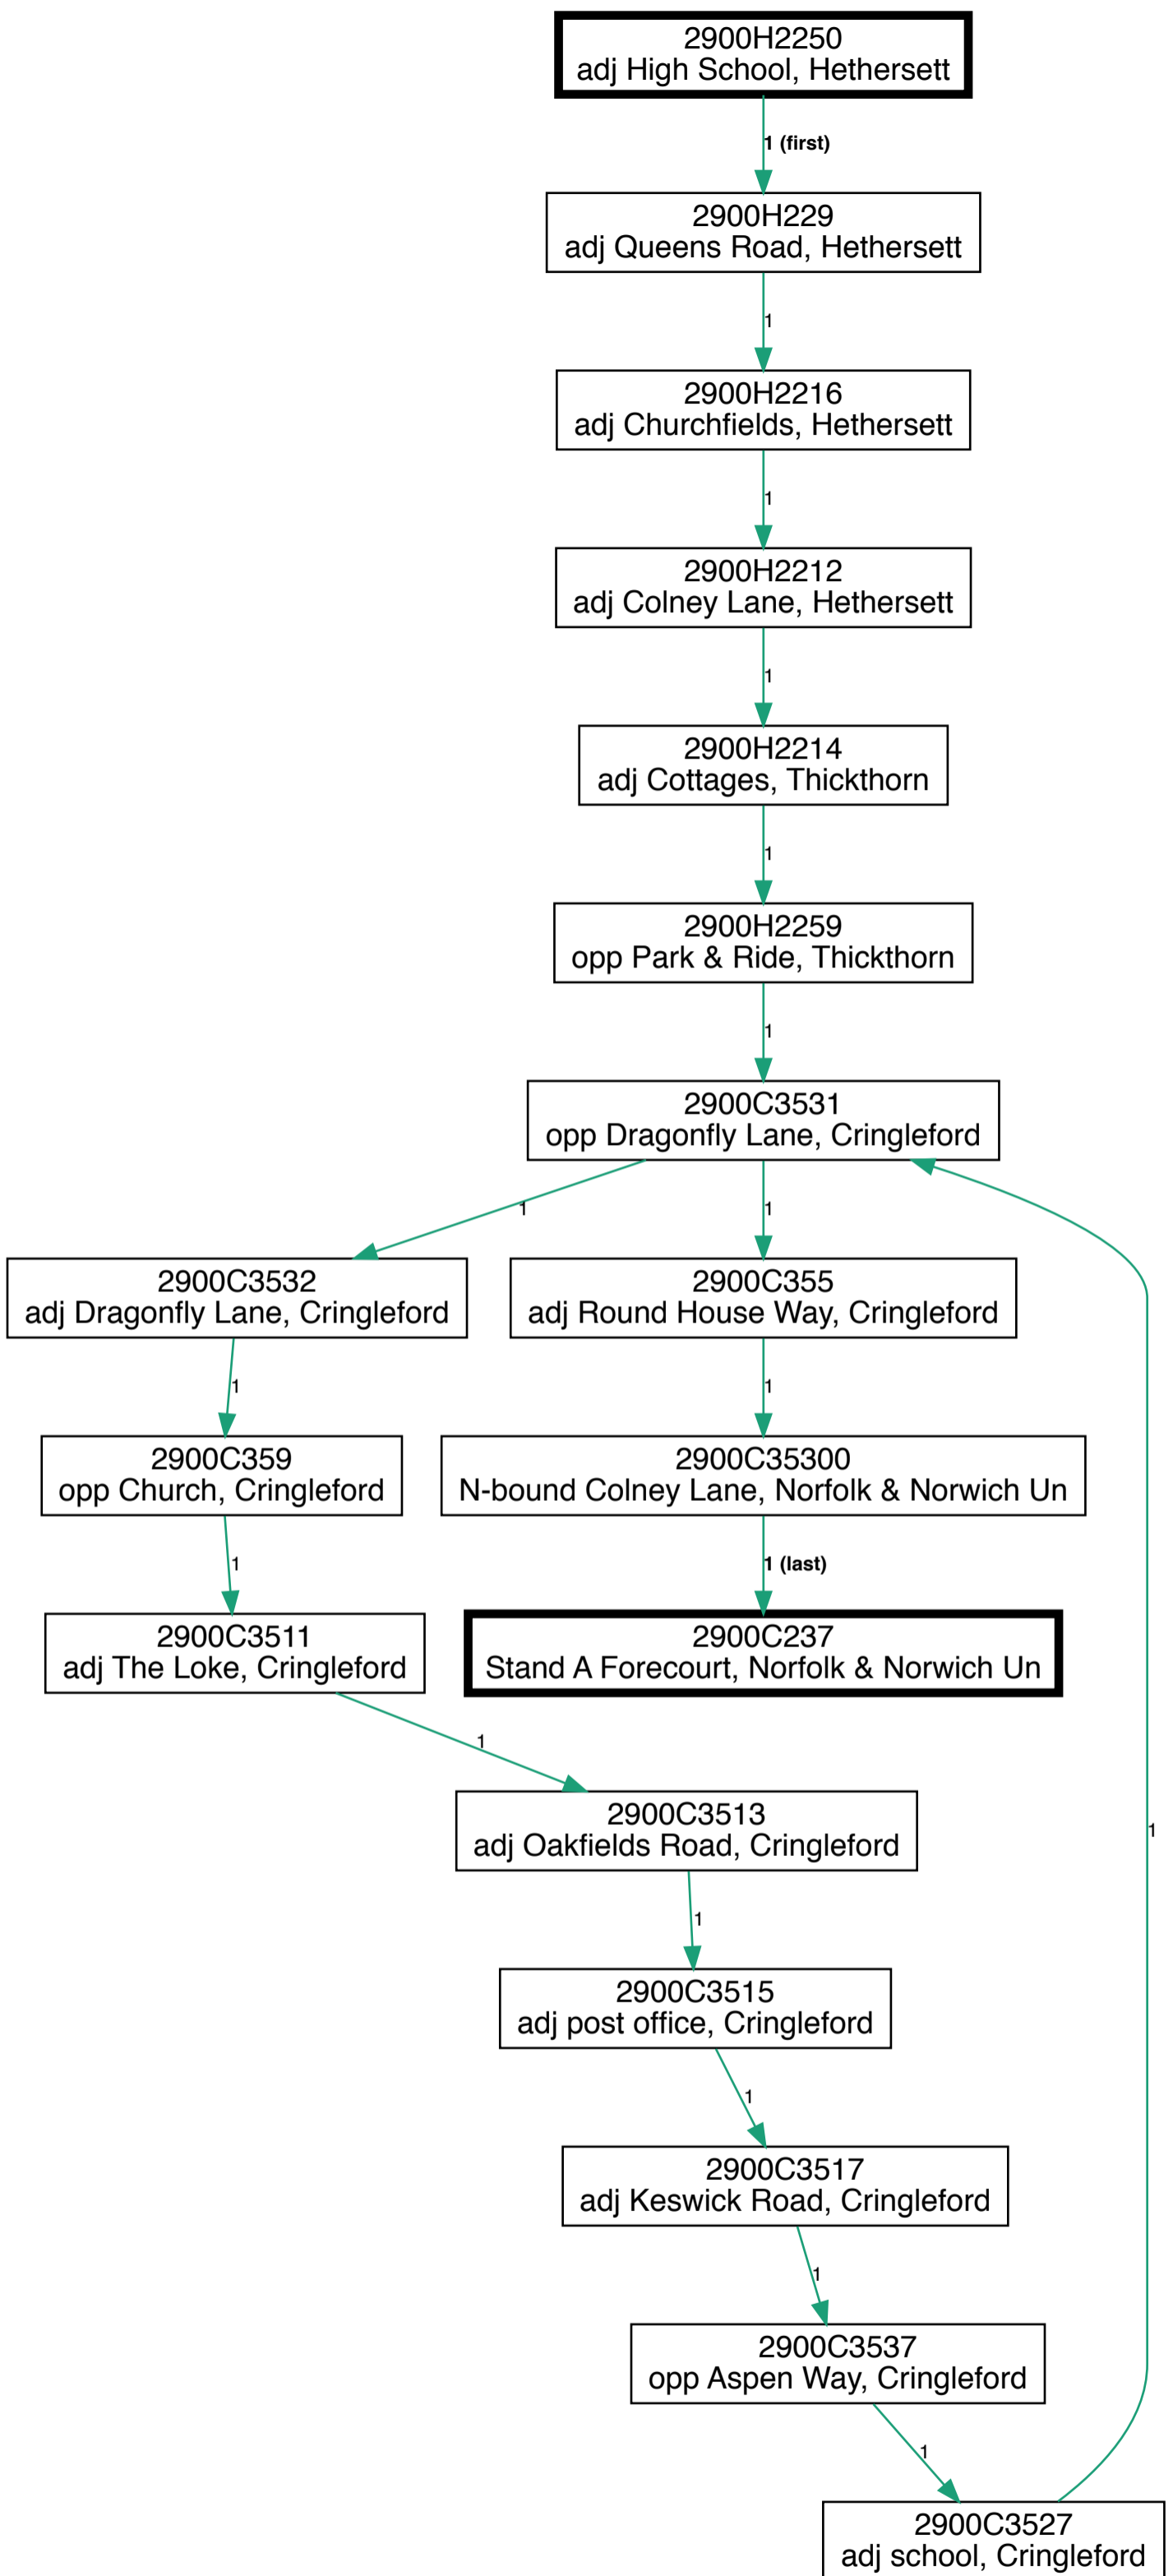 2900H2250
adj High School, Hethersett
1 (first)
2900H229
adj Queens Road, Hethersett
1
2900H2216
adj Churchfields, Hethersett
1
2900H2212
adj Colney Lane, Hethersett
1
2900H2214
adj Cottages, Thickthorn
1
2900H2259
opp Park & Ride, Thickthorn
1
2900C3531
opp Dragonfly Lane, Cringleford
1
1
2900C3532
adj Dragonfly Lane, Cringleford
2900C355
adj Round House Way, Cringleford
1
1
2900C359
opp Church, Cringleford
2900C35300
N-bound Colney Lane, Norfolk & Norwich Un
1
1 (last)
2900C3511
adj The Loke, Cringleford
2900C237
Stand A Forecourt, Norfolk & Norwich Un
1
2900C3513
adj Oakfields Road, Cringleford
1
1
2900C3515
adj post office, Cringleford
1
2900C3517
adj Keswick Road, Cringleford
1
2900C3537
opp Aspen Way, Cringleford
1
2900C3527
adj school, Cringleford